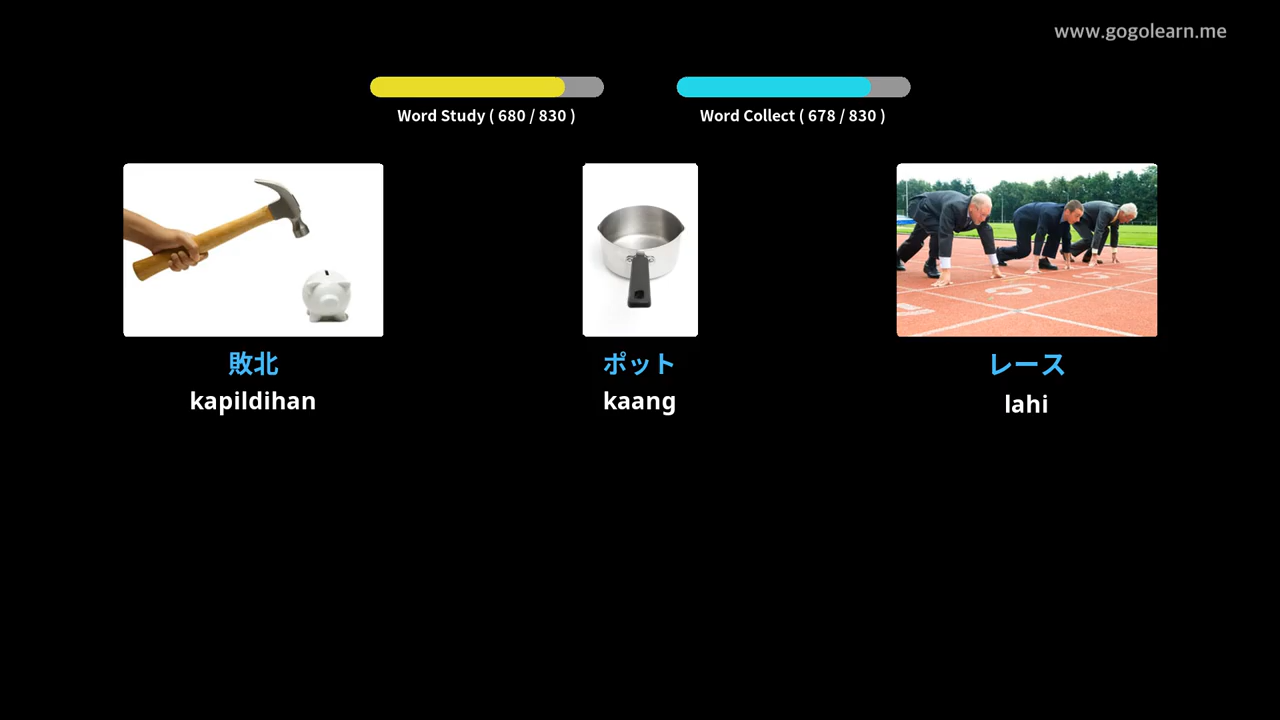 www.gogolearn.me
Word Study ( 680 / 830 )
Word Collect ( 678 / 830 )
敗北
kapildihan
ポット
kaang
レース
lahi